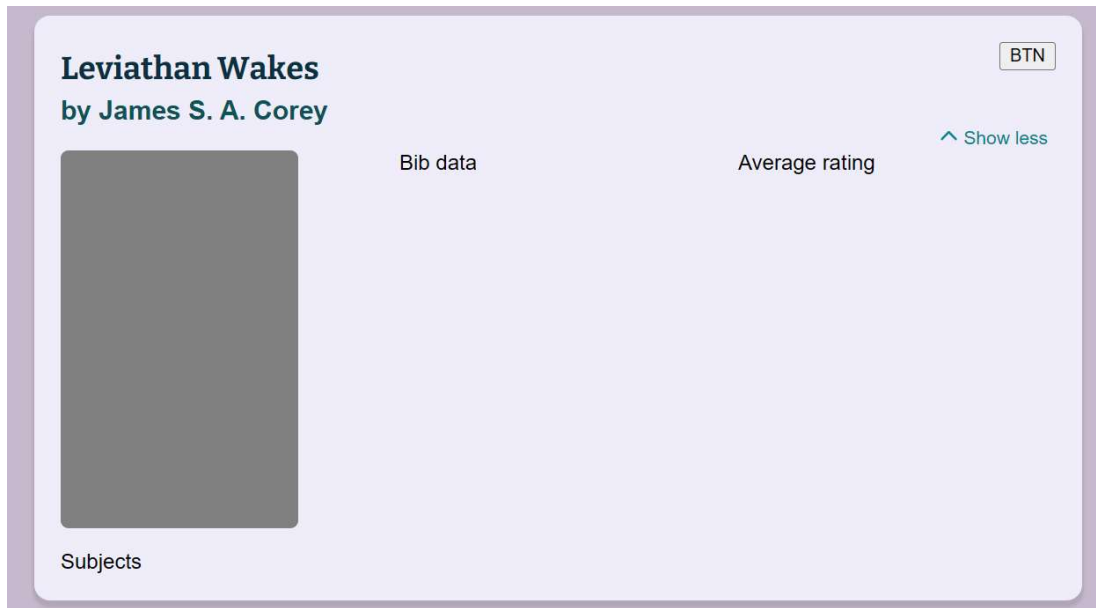 Leviathan Wakes
BTN
by James S. A. Corey
Show less
Bib data
Average rating
Subjects